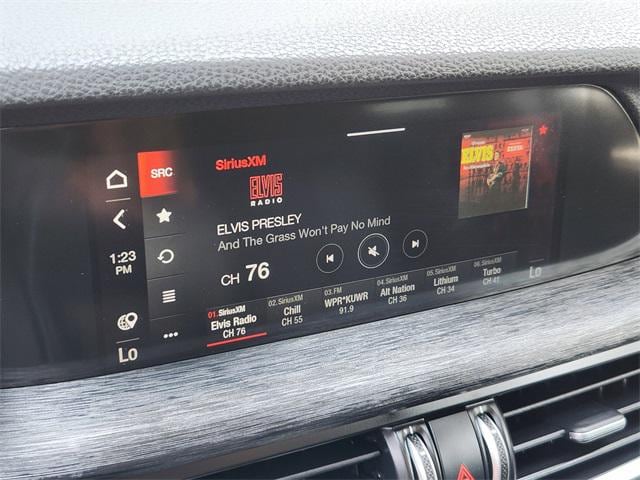 SRC
SiriusXM
ELVIS
RADIO
ELVIS
ELVIS PRESLEY
And The Grass Won't Pay No Mind
CH 76
1:23
PM
01.SiriusXM
Elvis Radio
CH 76
02.SiriusXM
Chill
CH 55
03.FM
WPR*KUWR
91.9
04.SiriusXM
Alt Nation
CH 36
05.SiriusXM
Lithium
CH 34
06.SiriusXM
Turbo
CH 41
Lo
Lo